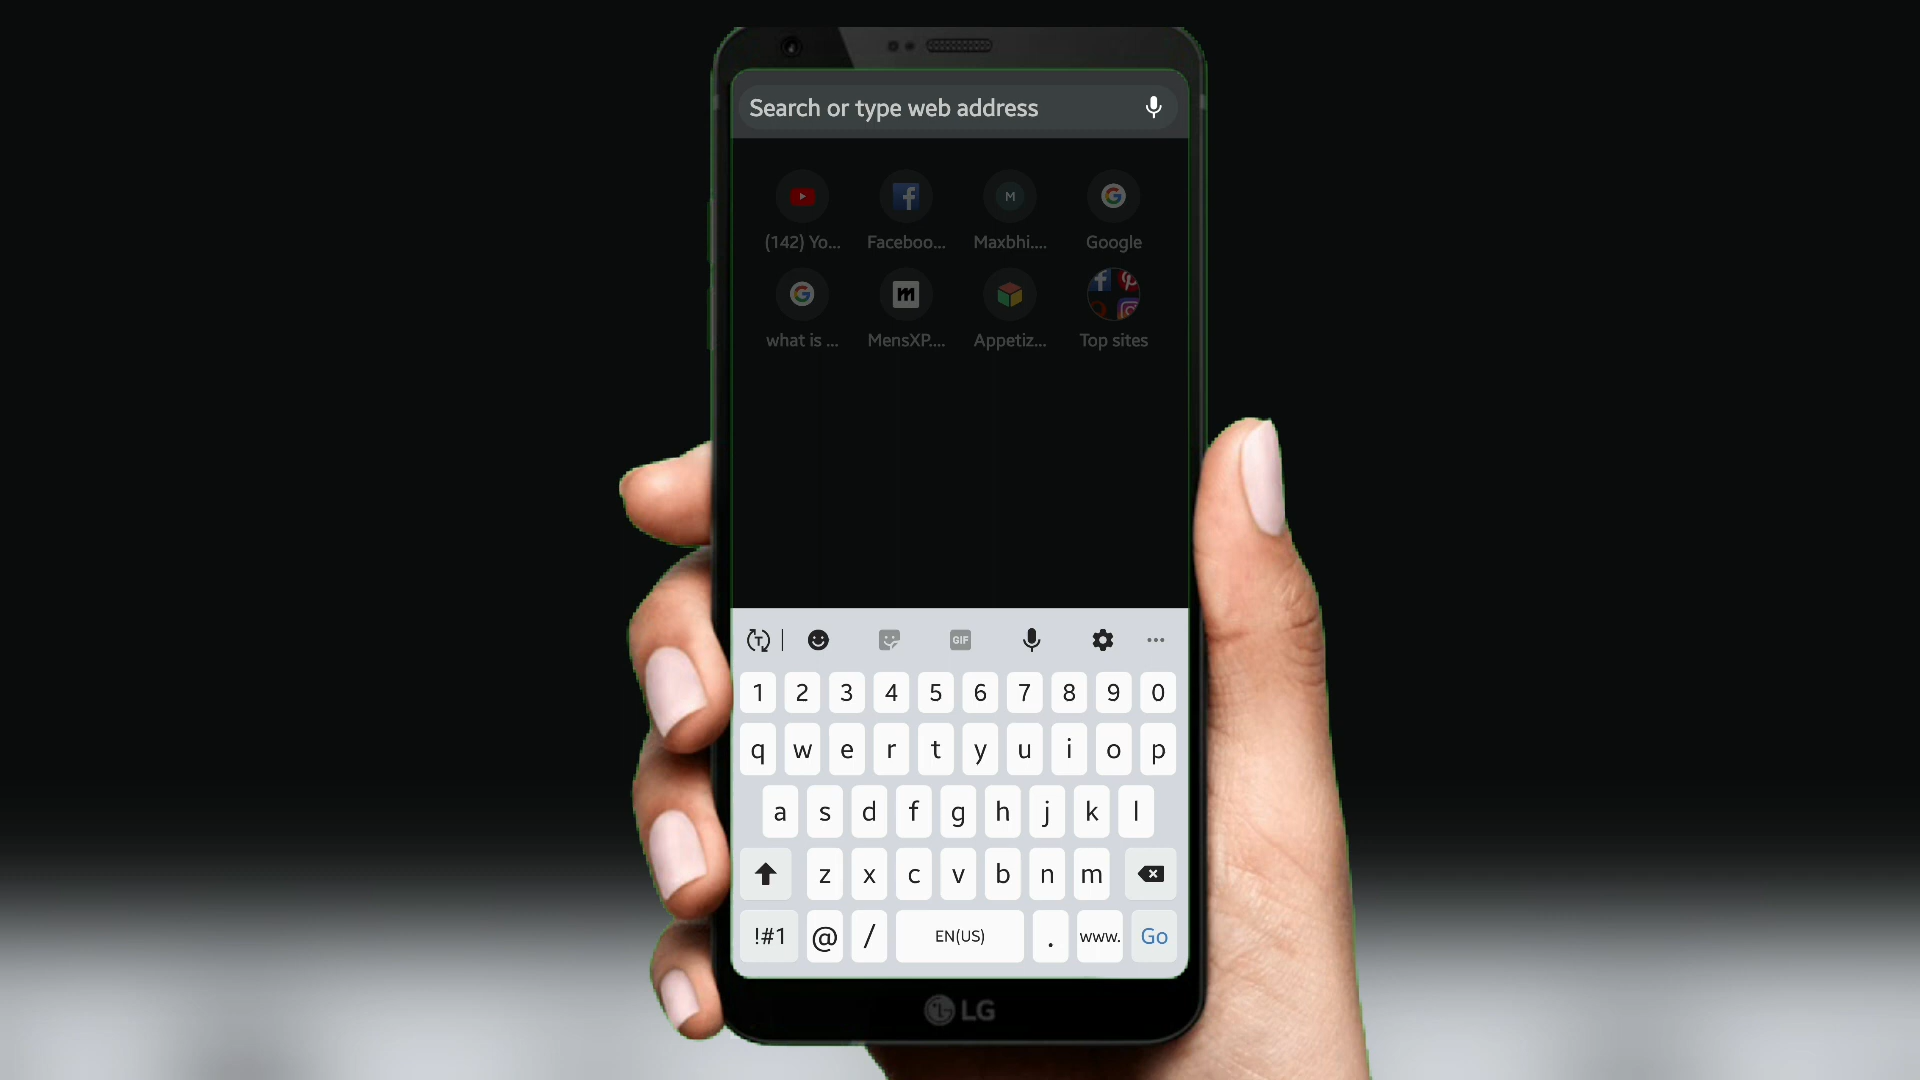 Search or type web address
M
(142) Yo... Faceboo... Maxbhi.... Google
m
what is ... MensXP.... Appetiz... Top sites
T GIF
1 2 3 4 5 6 7 8 9 0
q w e r t y u i o p
a s d f g h j k l
z x c v b n m
!#1 @ / EN(US) . www. Go
LG